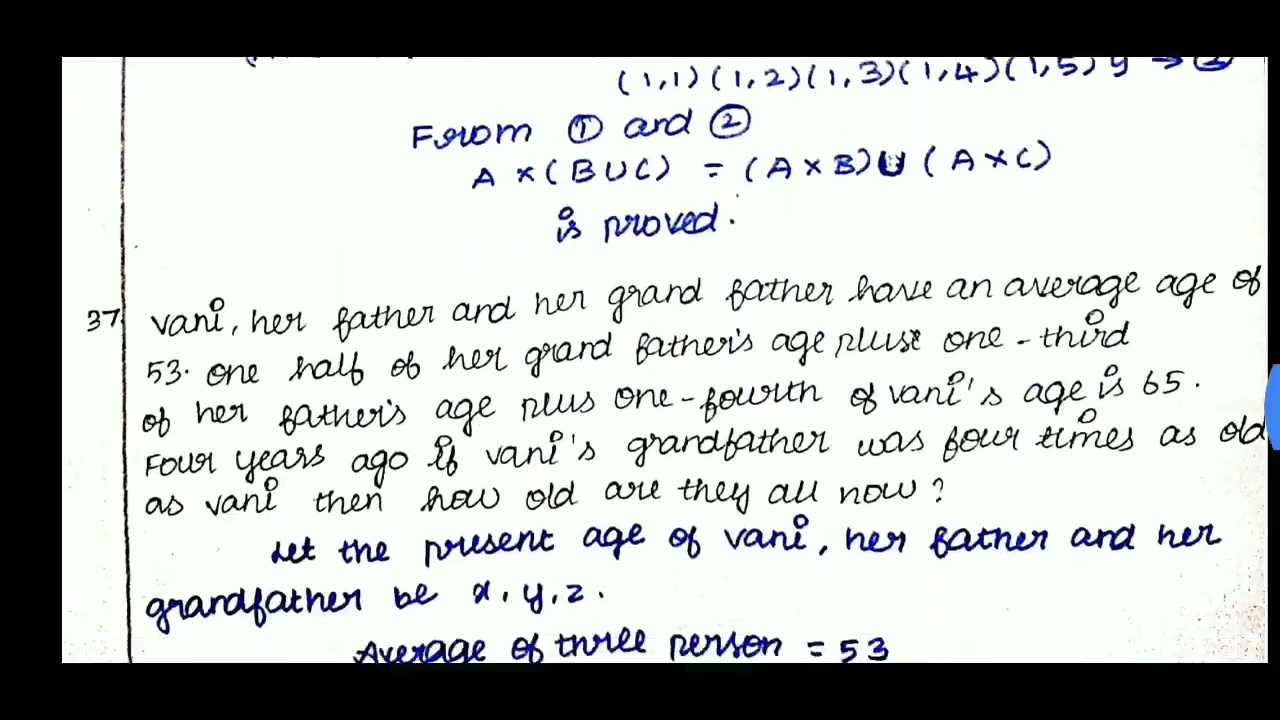 (1,1) (1,2) (1,3) (1,4) (1,5) y → ②
From ① and ②
A × (B U C) = (A × B) U (A × C)
is proved.
37 vani, her father and her grand father have an average age of
53. one half of her grand father's age pluse one-third
of her father's age plus one-fourth of vani's age is 65.
Four years ago if vani's grandfather was four times as old
as vani then how old are they all now?
Let the present age of vani, her father and her
grandfather be x, y, z.
Average of three person = 53